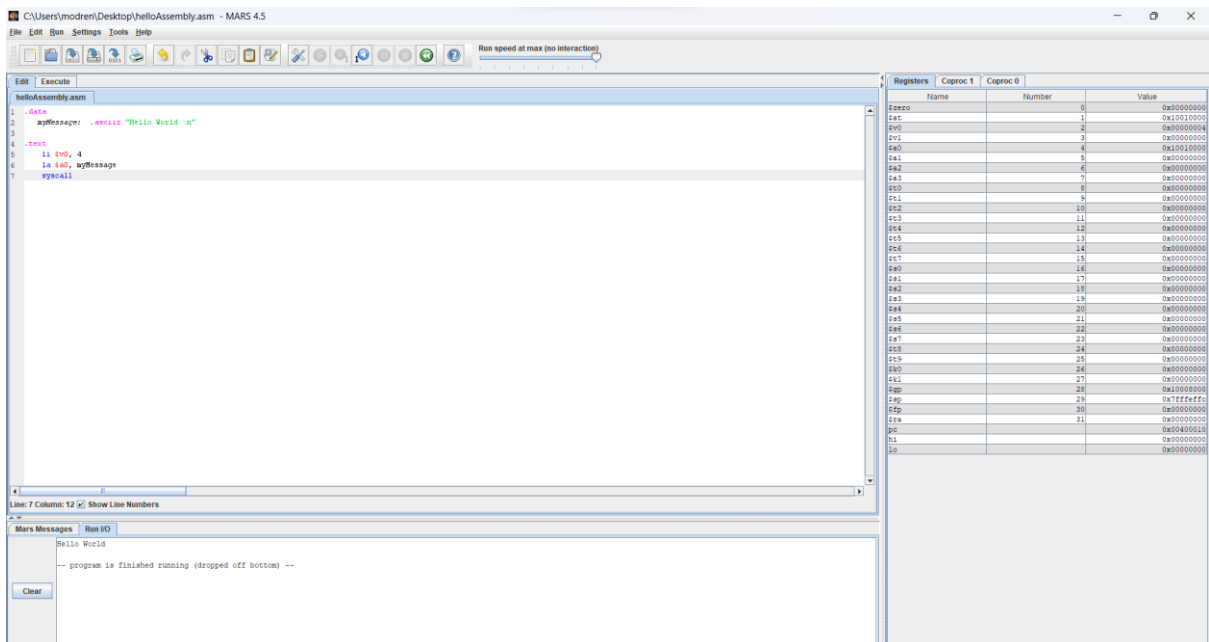 C:\Users\modren\Desktop\helloAssembly.asm - MARS 4.5
File Edit Run Settings Tools Help
Run speed at max (no interaction)
Edit Execute
helloAssembly.asm
1 .data
2 myMessage: .asciiz "Hello World \n"
3
4 .text
5 li $v0, 4
6 la $a0, myMessage
7 syscall
Line: 7 Column: 12 Show Line Numbers
Mars Messages Run I/O
Hello World
-- program is finished running (dropped off bottom) --
Clear
Registers Coproc 1 Coproc 0
Name Number Value
$zero 0 0x00000000
$at 1 0x10010000
$v0 2 0x00000004
$v1 3 0x00000000
$a0 4 0x10010000
$a1 5 0x00000000
$a2 6 0x00000000
$a3 7 0x00000000
$t0 8 0x00000000
$t1 9 0x00000000
$t2 10 0x00000000
$t3 11 0x00000000
$t4 12 0x00000000
$t5 13 0x00000000
$t6 14 0x00000000
$t7 15 0x00000000
$s0 16 0x00000000
$s1 17 0x00000000
$s2 18 0x00000000
$s3 19 0x00000000
$s4 20 0x00000000
$s5 21 0x00000000
$s6 22 0x00000000
$s7 23 0x00000000
$t8 24 0x00000000
$t9 25 0x00000000
$k0 26 0x00000000
$k1 27 0x00000000
$gp 28 0x10008000
$sp 29 0x7fffeffc
$fp 30 0x00000000
$ra 31 0x00000000
pc 0x00400010
hi 0x00000000
lo 0x00000000